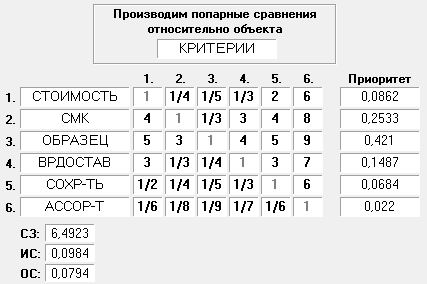 Производим попарные сравнения
относительно объекта
КРИТЕРИИ
1. 2. 3. 4. 5. 6. Приоритет
1. СТОИМОСТЬ 1 1/4 1/5 1/3 2 6 0,0862
2. СМК 4 1 1/3 3 4 8 0,2533
3. ОБРАЗЕЦ 5 3 1 4 5 9 0,421
4. ВРДОСТАВ 3 1/3 1/4 1 3 7 0,1487
5. СОХР-ТЬ 1/2 1/4 1/5 1/3 1 6 0,0684
6. АССОР-Т 1/6 1/8 1/9 1/7 1/6 1 0,022
СЗ: 6,4923
ИС: 0,0984
ОС: 0,0794